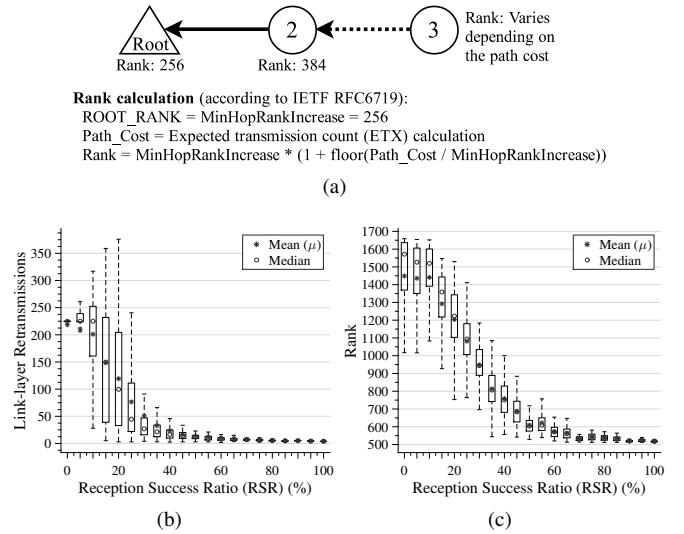 Root
2
3
Rank: 256
Rank: 384
Rank: Varies
depending on
the path cost
Rank calculation (according to IETF RFC6719):
ROOT_RANK = MinHopRankIncrease = 256
Path_Cost = Expected transmission count (ETX) calculation
Rank = MinHopRankIncrease * (1 + floor(Path_Cost / MinHopRankIncrease))
(a)
Link-layer Retransmissions
350
300
250
200
150
100
50
0
Mean (μ)
Median
0 20 40 60 80 100
Reception Success Ratio (RSR) (%)
(b)
Rank
1700
1600
1500
1400
1300
1200
1100
1000
900
800
700
600
500
Mean (μ)
Median
0 20 40 60 80 100
Reception Success Ratio (RSR) (%)
(c)